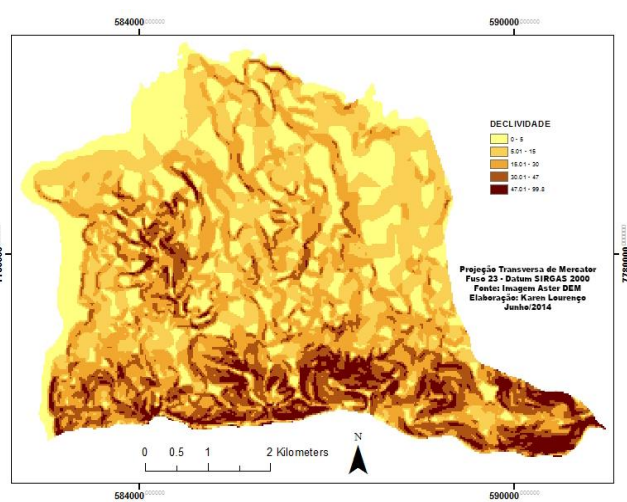 584000
590000
DECLIVIDADE
0 - 5
5.01 - 15
15.01 - 30
30.01 - 47
47.01 - 99.8
Projeção Transversa de Mercator
Fuso 23 - Datum SIRGAS 2000
Fonte: Imagem Aster DEM
Elaboração: Karen Lourenço
Junho/2014
7780000
N
0 0.5 1 2 Kilometers
584000
590000